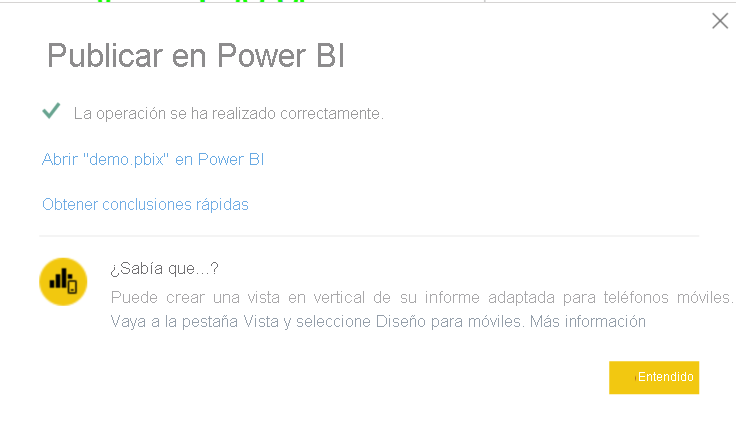 Publicar en Power BI
La operación se ha realizado correctamente.
Abrir "demo.pbix" en Power BI
Obtener conclusiones rápidas
¿Sabía que...?
Puede crear una vista en vertical de su informe adaptada para teléfonos móviles.
Vaya a la pestaña Vista y seleccione Diseño para móviles. Más información
Entendido